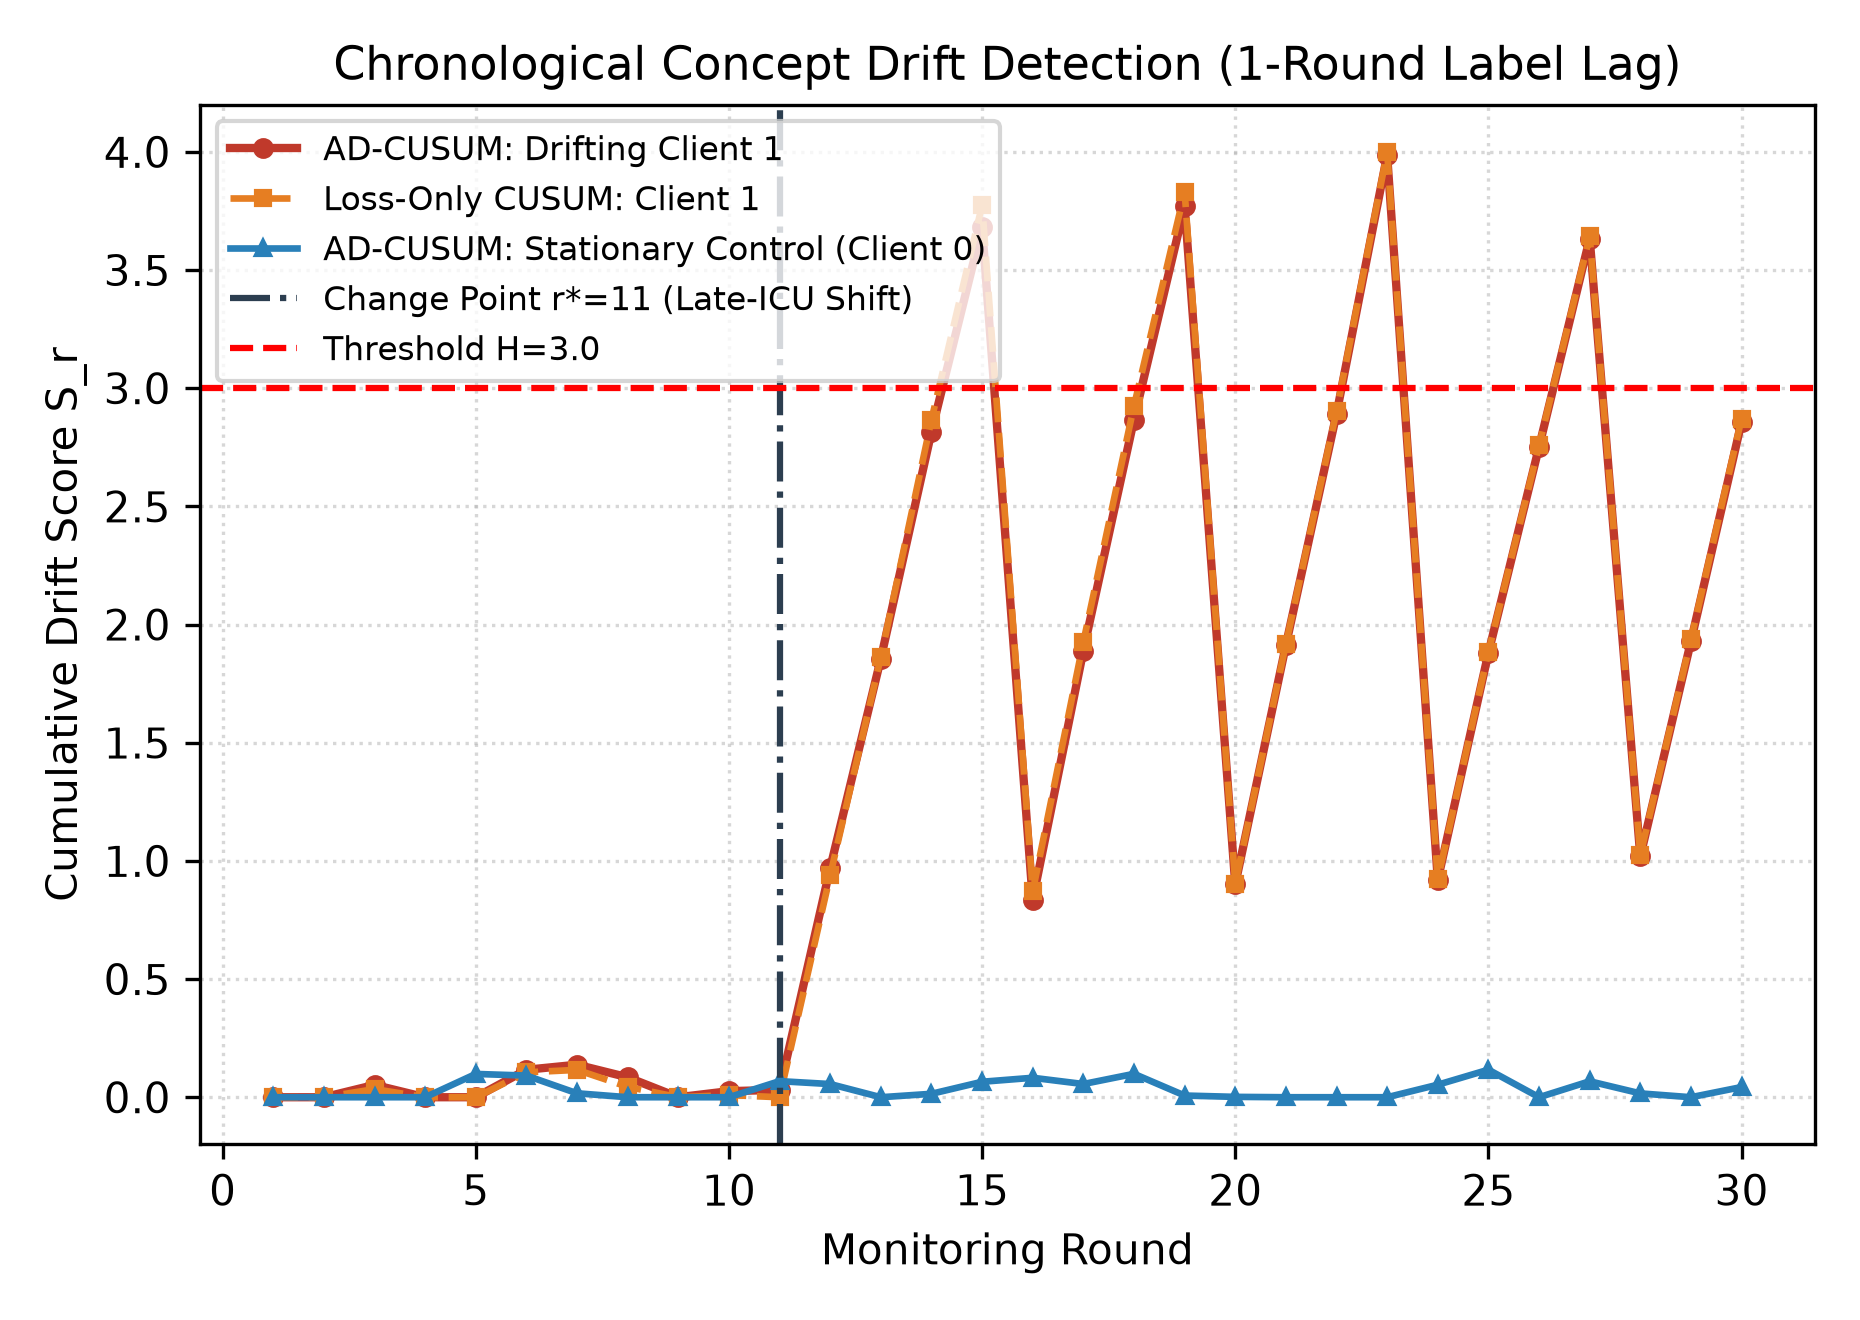 Chronological Concept Drift Detection (1-Round Label Lag)
AD-CUSUM: Drifting Client 1
Loss-Only CUSUM: Client 1
AD-CUSUM: Stationary Control (Client 0)
Change Point r*=11 (Late-ICU Shift)
Threshold H=3.0
Cumulative Drift Score S_r
4.0
3.5
3.0
2.5
2.0
1.5
1.0
0.5
0.0
0 5 10 15 20 25 30
Monitoring Round